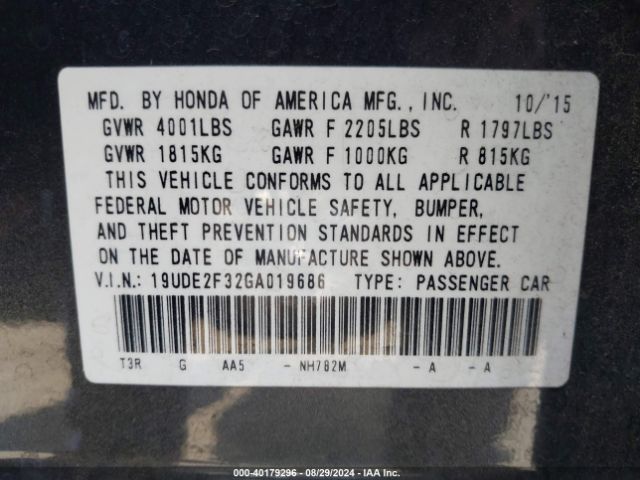 MFD. BY HONDA OF AMERICA MFG., INC. 10/'15
GVWR 4001LBS GAWR F 2205LBS R 1797LBS
GVWR 1815KG GAWR F 1000KG R 815KG
THIS VEHICLE CONFORMS TO ALL APPLICABLE
FEDERAL MOTOR VEHICLE SAFETY, BUMPER,
AND THEFT PREVENTION STANDARDS IN EFFECT
ON THE DATE OF MANUFACTURE SHOWN ABOVE.
V.I.N.: 19UDE2F32GA019686 TYPE: PASSENGER CAR
T3R G AA5 - NH782M - A - A
000-40179296 - 08/29/2024 - IAA Inc.